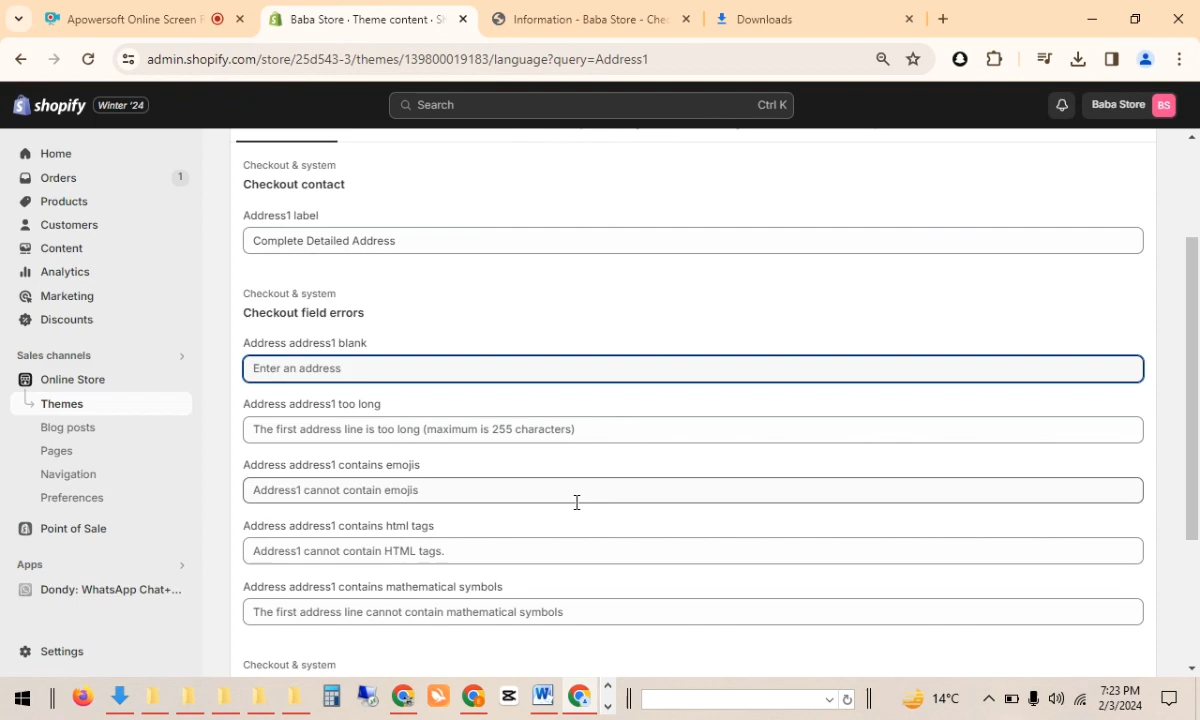 Apowersoft Online Screen R
Baba Store · Theme content · S
Information - Baba Store - Chec
Downloads
admin.shopify.com/store/25d543-3/themes/139800019183/language?query=Address1
shopify
Winter '24
Search
Ctrl K
Baba Store
BS
Home
Orders
1
Products
Customers
Content
Analytics
Marketing
Discounts
Sales channels
Online Store
Themes
Blog posts
Pages
Navigation
Preferences
Point of Sale
Apps
Dondy: WhatsApp Chat+...
Settings
Checkout & system
Checkout contact
Address1 label
Complete Detailed Address
Checkout & system
Checkout field errors
Address address1 blank
Enter an address
Address address1 too long
The first address line is too long (maximum is 255 characters)
Address address1 contains emojis
Address1 cannot contain emojis
Address address1 contains html tags
Address1 cannot contain HTML tags.
Address address1 contains mathematical symbols
The first address line cannot contain mathematical symbols
Checkout & system
14°C
7:23 PM
2/3/2024